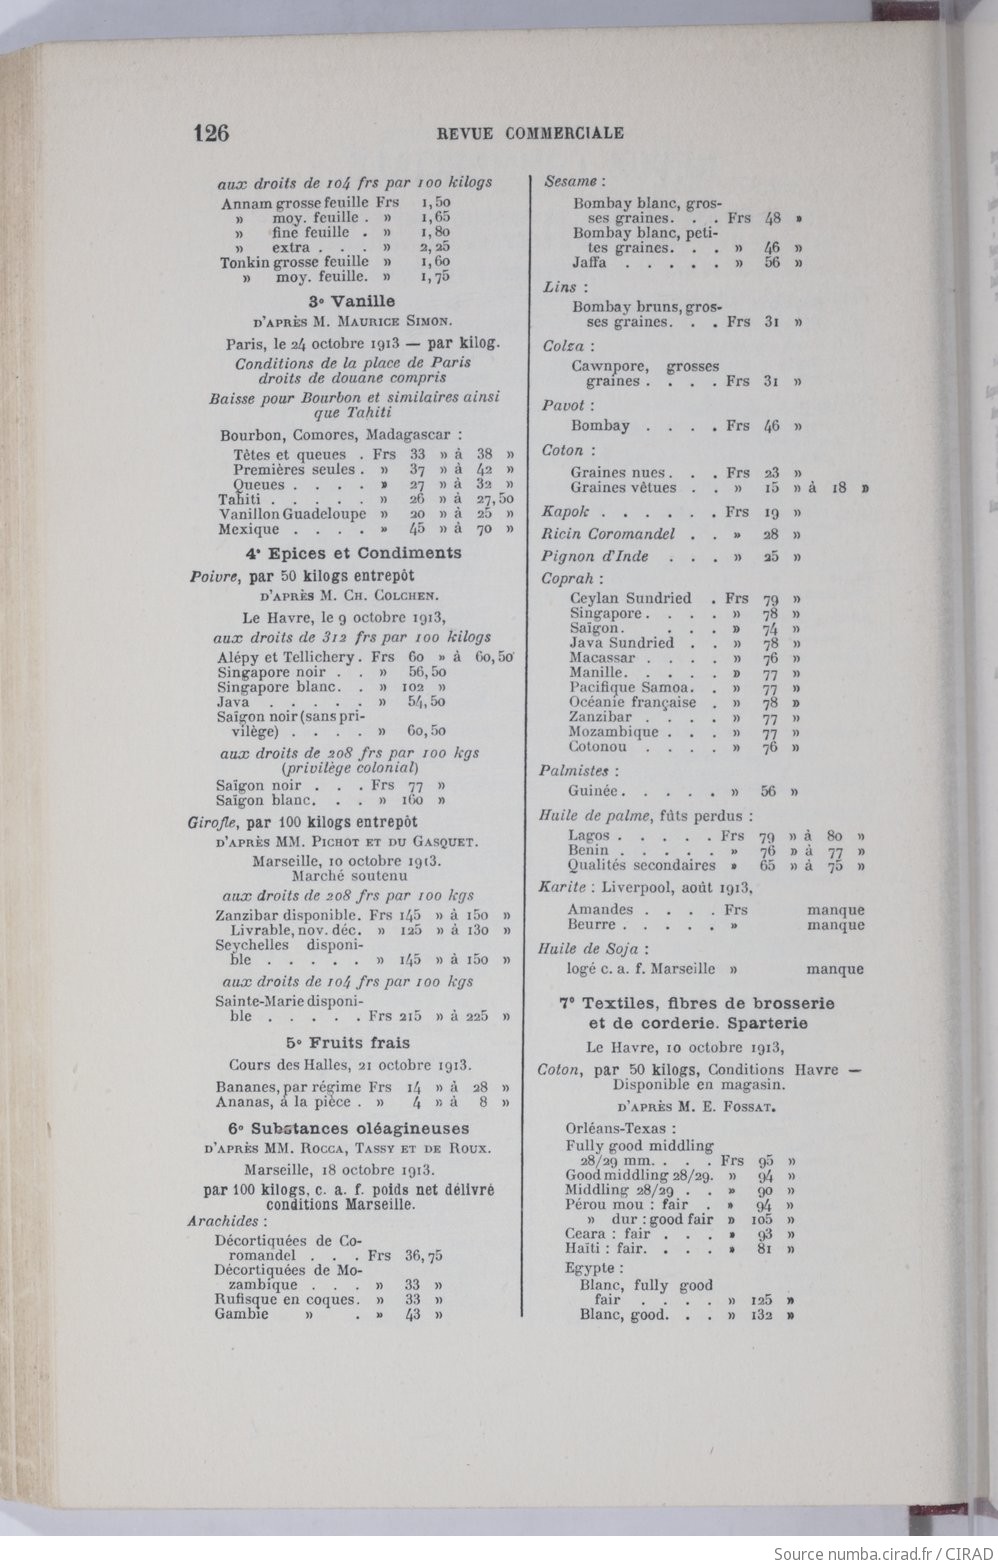 126
REVUE COMMERCIALE
aux droits de 104 frs par 100 kilogs
Annam grosse feuille Frs 1,50
» moy. feuille . » 1,65
» fine feuille . » 1,80
» extra . . . » 2,25
Tonkin grosse feuille » 1,60
» moy. feuille. » 1,75
3° Vanille
D'APRÈS M. MAURICE SIMON.
Paris, le 24 octobre 1913 — par kilog.
Conditions de la place de Paris
droits de douane compris
Baisse pour Bourbon et similaires ainsi
que Tahiti
Bourbon, Comores, Madagascar :
Têtes et queues . Frs 33 » à 38 »
Premières seules . » 37 » à 42 »
Queues . . . . » 27 » à 32 »
Tahiti . . . . . » 26 » à 27,50
Vanillon Guadeloupe » 20 » à 25 »
Mexique . . . . » 45 » à 70 »
4° Epices et Condiments
Poivre, par 50 kilogs entrepôt
D'APRÈS M. CH. COLCHEN.
Le Havre, le 9 octobre 1913,
aux droits de 312 frs par 100 kilogs
Alépy et Tellichery . Frs 60 » à 60,50
Singapore noir . . » 56,50
Singapore blanc. . » 102 »
Java . . . . . » 54,50
Saïgon noir (sans pri-
vilège) . . . . » 60,50
aux droits de 208 frs par 100 kgs
(privilège colonial)
Saïgon noir . . . Frs 77 »
Saïgon blanc. . . » 160 »
Girofle, par 100 kilogs entrepôt
D'APRÈS MM. PICHOT ET DU GASQUET.
Marseille, 10 octobre 1913.
Marché soutenu
aux droits de 208 frs par 100 kgs
Zanzibar disponible. Frs 145 » à 150 »
Livrable, nov. déc. » 125 » à 130 »
Seychelles disponi-
ble . . . . . » 145 » à 150 »
aux droits de 104 frs par 100 kgs
Sainte-Marie disponi-
ble . . . . . Frs 215 » à 225 »
5° Fruits frais
Cours des Halles, 21 octobre 1913.
Bananes, par régime Frs 14 » à 28 »
Ananas, à la pièce . » 4 » à 8 »
6° Substances oléagineuses
D'APRÈS MM. ROCCA, TASSY ET DE ROUX.
Marseille, 18 octobre 1913.
par 100 kilogs, c. a. f. poids net délivré
conditions Marseille.
Arachides :
Décortiquées de Co-
romandel . . . Frs 36,75
Décortiquées de Mo-
zambique . . . » 33 »
Rufisque en coques. » 33 »
Gambie » . » 43 »
Sesame :
Bombay blanc, gros-
ses graines. . . Frs 48 »
Bombay blanc, peti-
tes graines. . . » 46 »
Jaffa . . . . . » 56 »
Lins :
Bombay bruns, gros-
ses graines. . . Frs 31 »
Colza :
Cawnpore, grosses
graines . . . . Frs 31 »
Pavot :
Bombay . . . . Frs 46 »
Coton :
Graines nues . . . Frs 23 »
Graines vêtues . . » 15 » à 18 »
Kapok . . . . . . Frs 19 »
Ricin Coromandel . . » 28 »
Pignon d'Inde . . . » 25 »
Coprah :
Ceylan Sundried . Frs 79 »
Singapore . . . . » 78 »
Saïgon. . . . » 74 »
Java Sundried . . » 78 »
Macassar . . . . » 76 »
Manille. . . . . » 77 »
Pacifique Samoa. . » 77 »
Océanie française . » 78 »
Zanzibar . . . . » 77 »
Mozambique . . . » 77 »
Cotonou . . . . » 76 »
Palmistes :
Guinée . . . . . » 56 »
Huile de palme, fûts perdus :
Lagos . . . . . Frs 79 » à 80 »
Benin . . . . . » 76 » à 77 »
Qualités secondaires » 65 » à 75 »
Karite : Liverpool, août 1913,
Amandes . . . . Frs manque
Beurre . . . . . » manque
Huile de Soja :
logé c. a. f. Marseille » manque
7° Textiles, fibres de brosserie
et de corderie. Sparterie
Le Havre, 10 octobre 1913,
Coton, par 50 kilogs, Conditions Havre —
Disponible en magasin.
D'APRÈS M. E. FOSSAT.
Orléans-Texas :
Fully good middling
28/29 mm. . . . Frs 95 »
Good middling 28/29. » 94 »
Middling 28/29 . . » 90 »
Pérou mou : fair . » 94 »
» dur : good fair » 105 »
Ceara : fair . . . » 93 »
Haïti : fair. . . . » 81 »
Egypte :
Blanc, fully good
fair . . . . » 125 »
Blanc, good. . . » 132 »
Source numba.cirad.fr / CIRAD